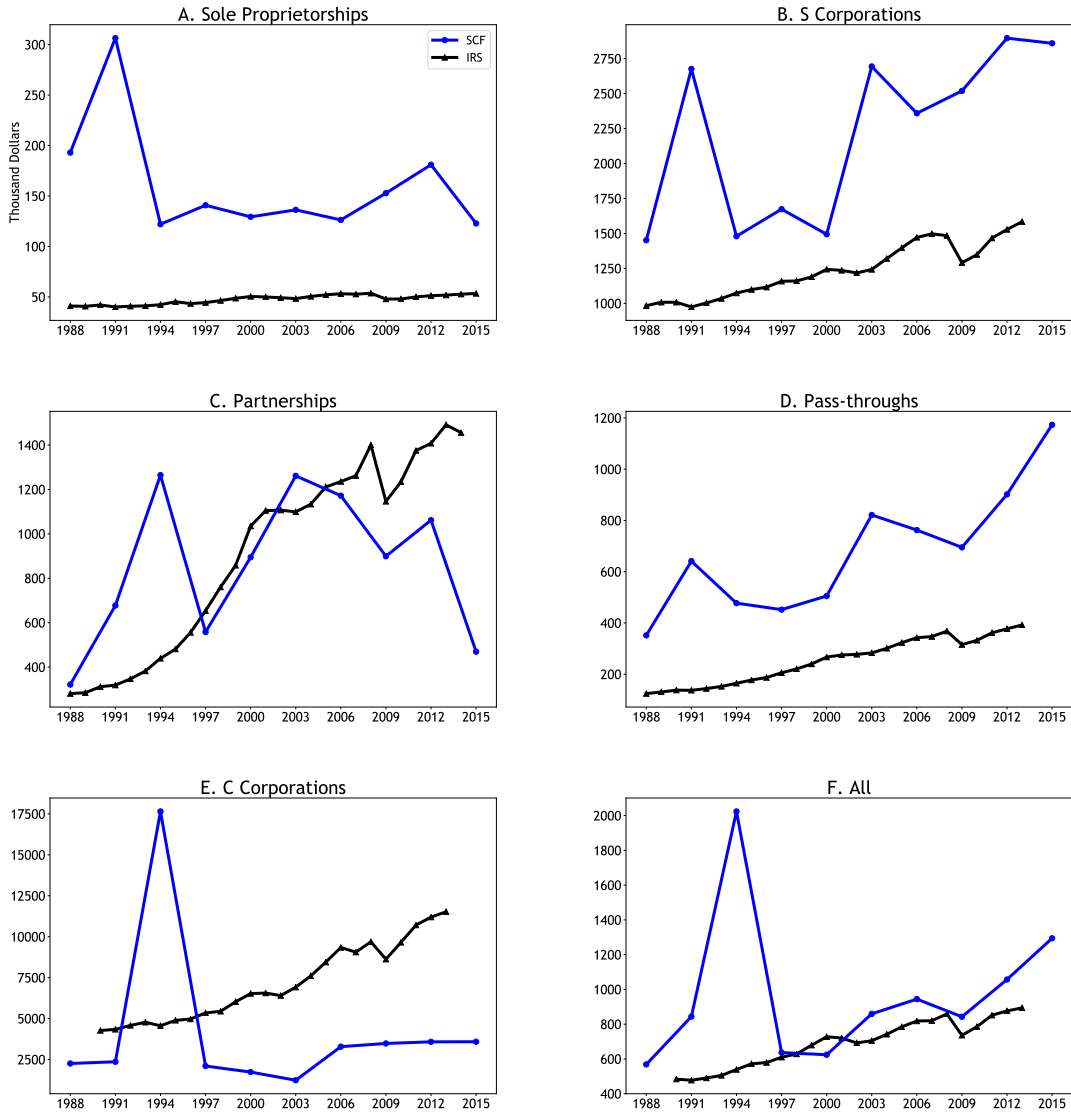 A. Sole Proprietorships
B. S Corporations
Thousand Dollars
SCF
IRS
300
250
200
150
100
50
1988 1991 1994 1997 2000 2003 2006 2009 2012 2015
2750
2500
2250
2000
1750
1500
1250
1000
1988 1991 1994 1997 2000 2003 2006 2009 2012 2015
C. Partnerships
D. Pass-throughs
1400
1200
1000
800
600
400
1988 1991 1994 1997 2000 2003 2006 2009 2012 2015
1200
1000
800
600
400
200
1988 1991 1994 1997 2000 2003 2006 2009 2012 2015
E. C Corporations
F. All
17500
15000
12500
10000
7500
5000
2500
1988 1991 1994 1997 2000 2003 2006 2009 2012 2015
2000
1800
1600
1400
1200
1000
800
600
400
1988 1991 1994 1997 2000 2003 2006 2009 2012 2015